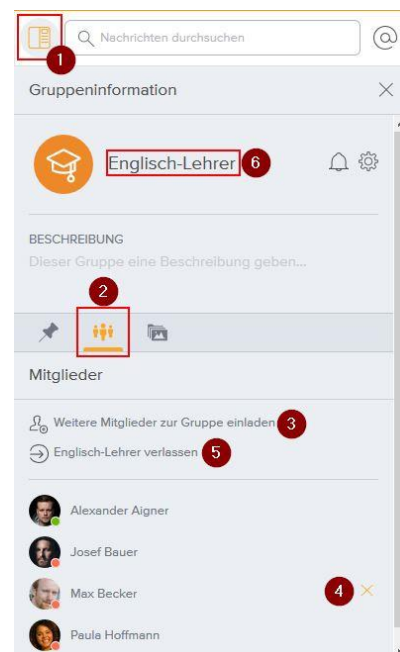 Nachrichten durchsuchen @
1
Gruppeninformation
Englisch-Lehrer 6
BESCHREIBUNG
Dieser Gruppe eine Beschreibung geben...
2
Mitglieder
Weitere Mitglieder zur Gruppe einladen 3
Englisch-Lehrer verlassen 5
Alexander Aigner
Josef Bauer
Max Becker 4
Paula Hoffmann